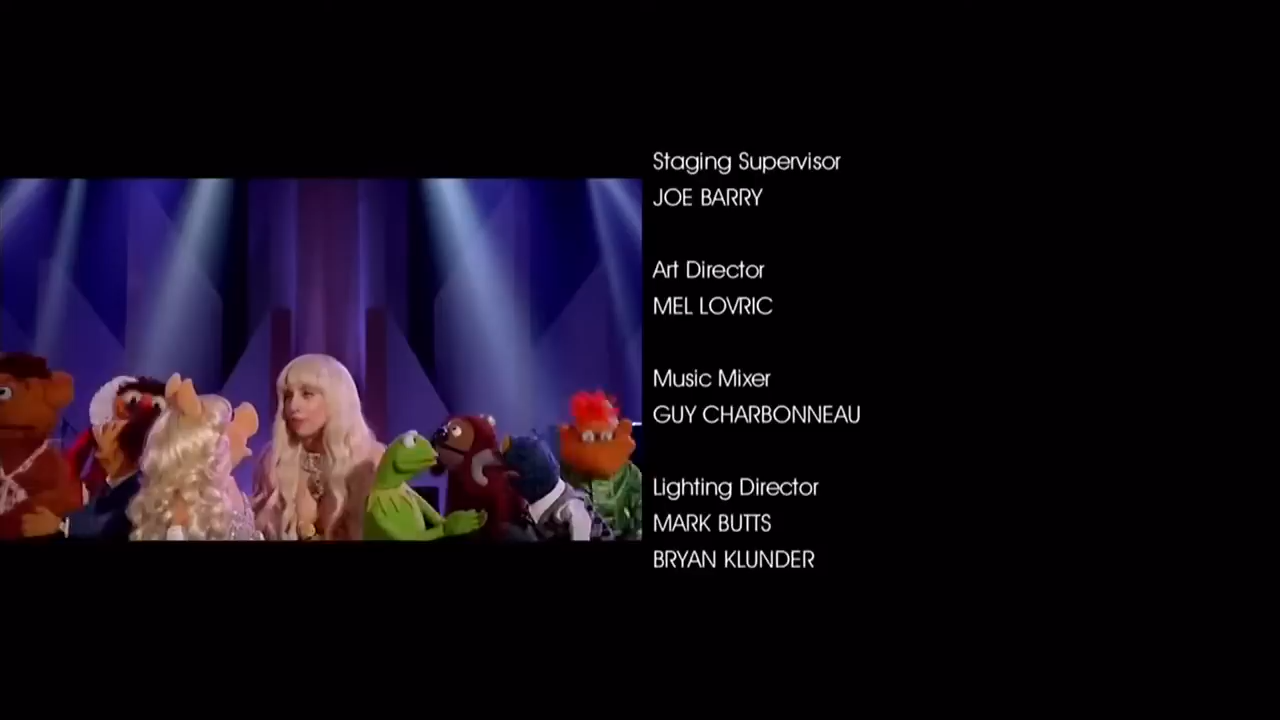 Staging Supervisor
JOE BARRY
Art Director
MEL LOVRIC
Music Mixer
GUY CHARBONNEAU
Lighting Director
MARK BUTTS
BRYAN KLUNDER